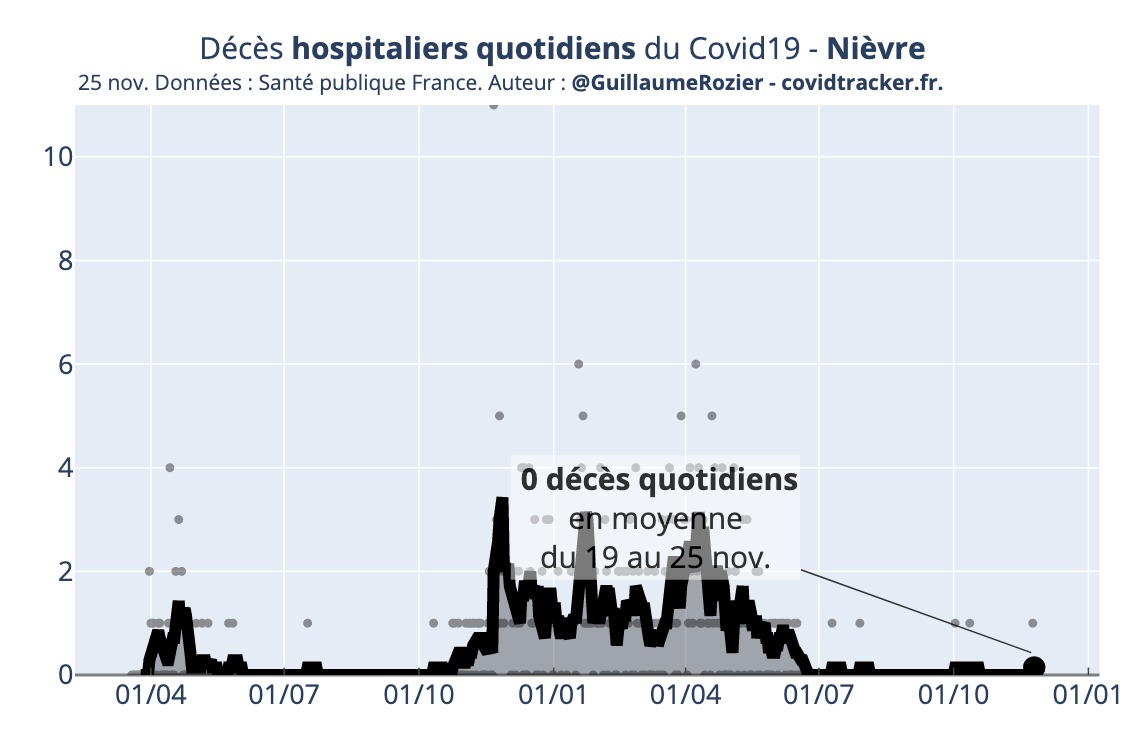 Décès hospitaliers quotidiens du Covid19 - Nièvre
25 nov. Données : Santé publique France. Auteur : @GuillaumeRozier - covidtracker.fr.
10
8
6
4
2
0
0 décès quotidiens
en moyenne
du 19 au 25 nov.
01/04 01/07 01/10 01/01 01/04 01/07 01/10 01/01